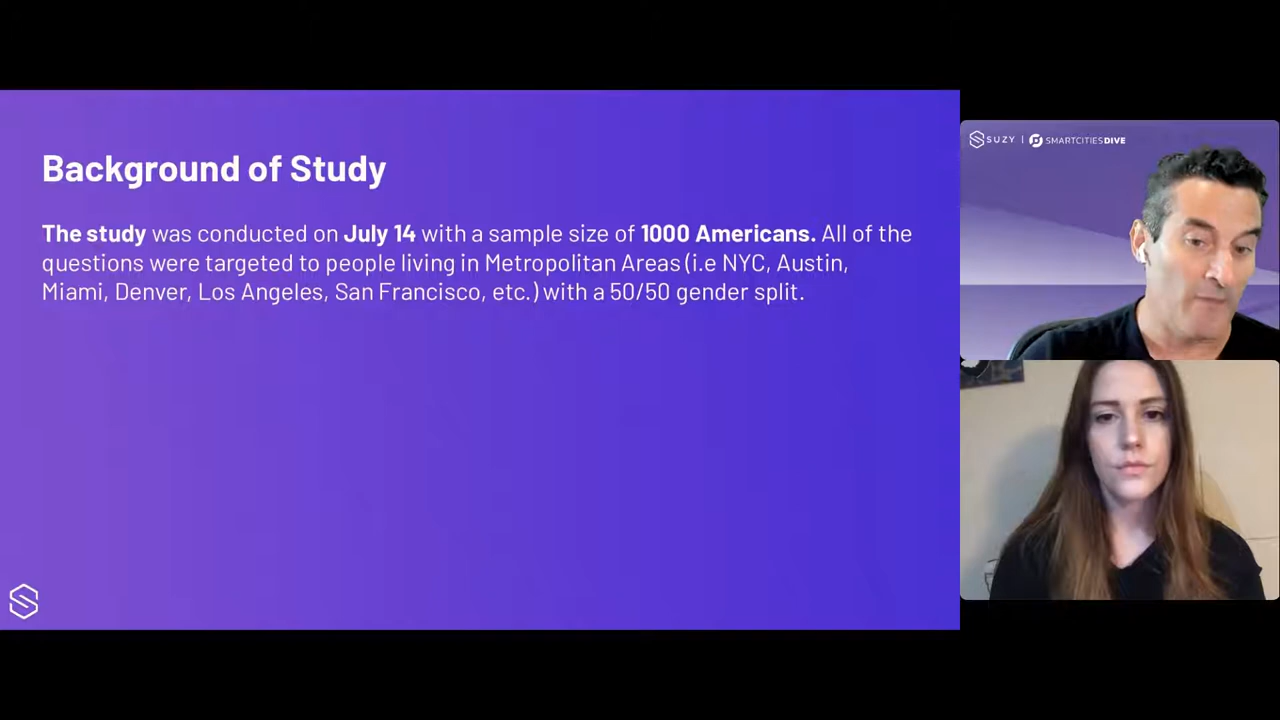 Background of Study
The study was conducted on July 14 with a sample size of 1000 Americans. All of the
questions were targeted to people living in Metropolitan Areas (i.e NYC, Austin,
Miami, Denver, Los Angeles, San Francisco, etc.) with a 50/50 gender split.
SUZY | SMARTCITIESDIVE